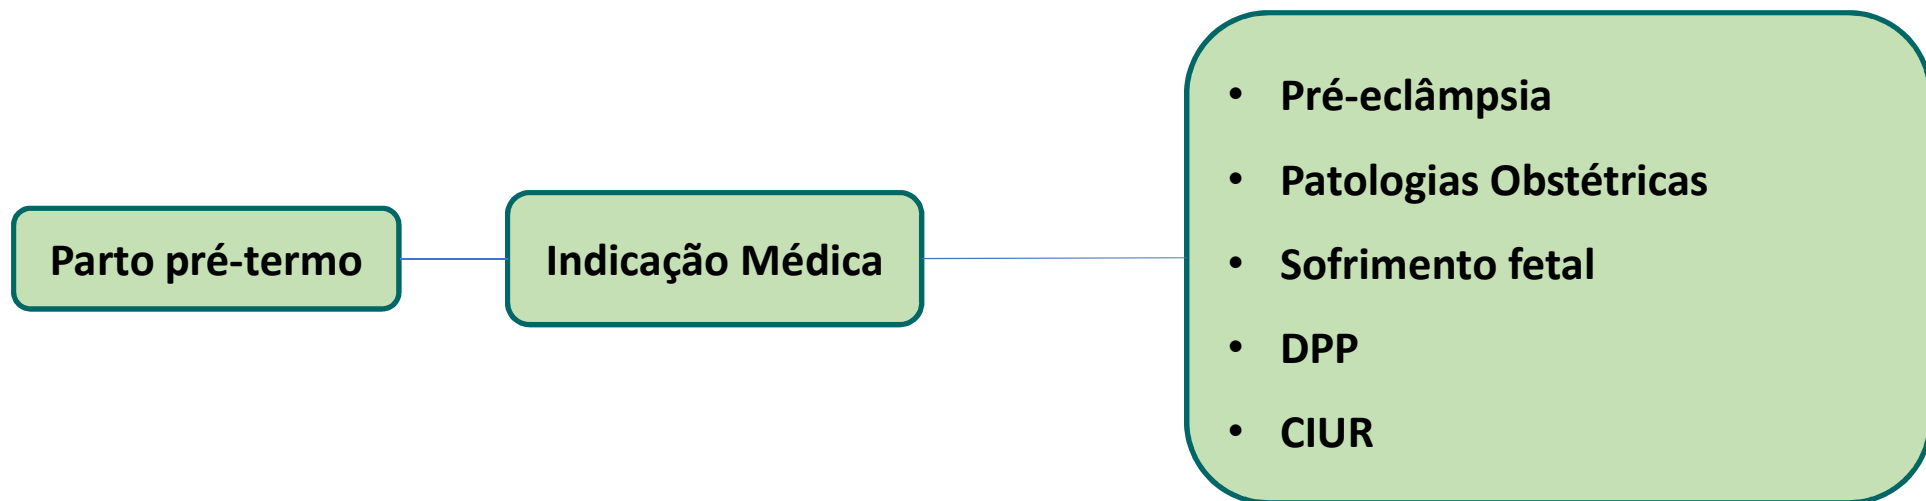 Parto pré-termo
Indicação Médica
• Pré-eclâmpsia
• Patologias Obstétricas
• Sofrimento fetal
• DPP
• CIUR